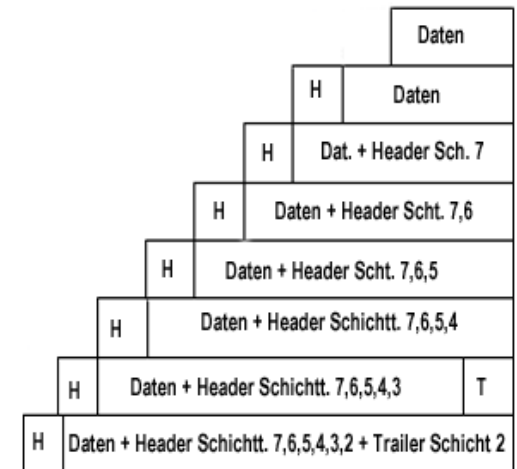 Daten
H Daten
H Dat. + Header Sch. 7
H Daten + Header Scht. 7,6
H Daten + Header Scht. 7,6,5
H Daten + Header Schichtt. 7,6,5,4
H Daten + Header Schichtt. 7,6,5,4,3 T
H Daten + Header Schichtt. 7,6,5,4,3,2 + Trailer Schicht 2